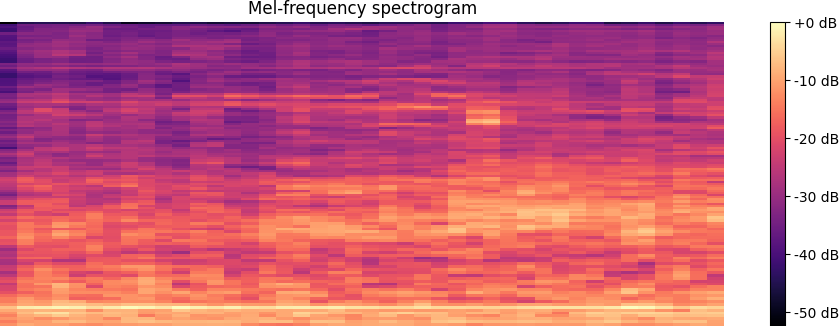 Mel-frequency spectrogram
+0 dB
-10 dB
-20 dB
-30 dB
-40 dB
-50 dB